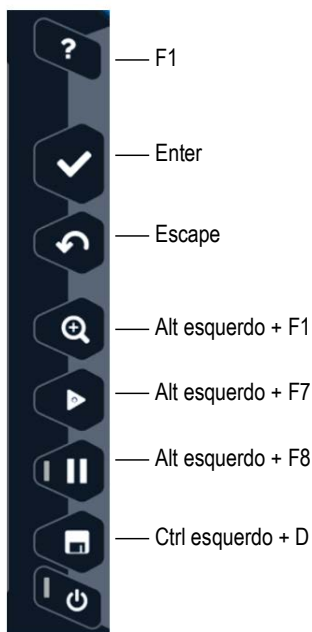 ?
F1
Enter
Escape
Alt esquerdo + F1
Alt esquerdo + F7
Alt esquerdo + F8
Ctrl esquerdo + D